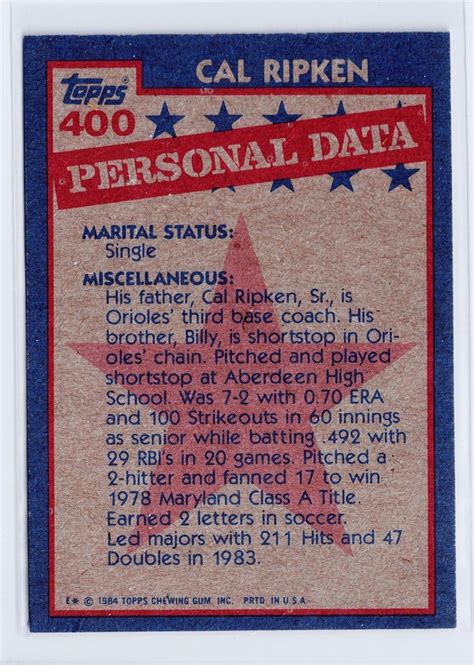 CAL RIPKEN
Topps
400
PERSONAL DATA
MARITAL STATUS:
Single
MISCELLANEOUS:
His father, Cal Ripken, Sr., is
Orioles' third base coach. His
brother, Billy, is shortstop in Ori-
oles' chain. Pitched and played
shortstop at Aberdeen High
School. Was 7-2 with 0.70 ERA
and 100 Strikeouts in 60 innings
as senior while batting .492 with
29 RBI's in 20 games. Pitched a
2-hitter and fanned 17 to win
1978 Maryland Class A Title.
Earned 2 letters in soccer.
Led majors with 211 Hits and 47
Doubles in 1983.
E* © 1984 TOPPS CHEWING GUM, INC. PRTD. IN U.S.A.